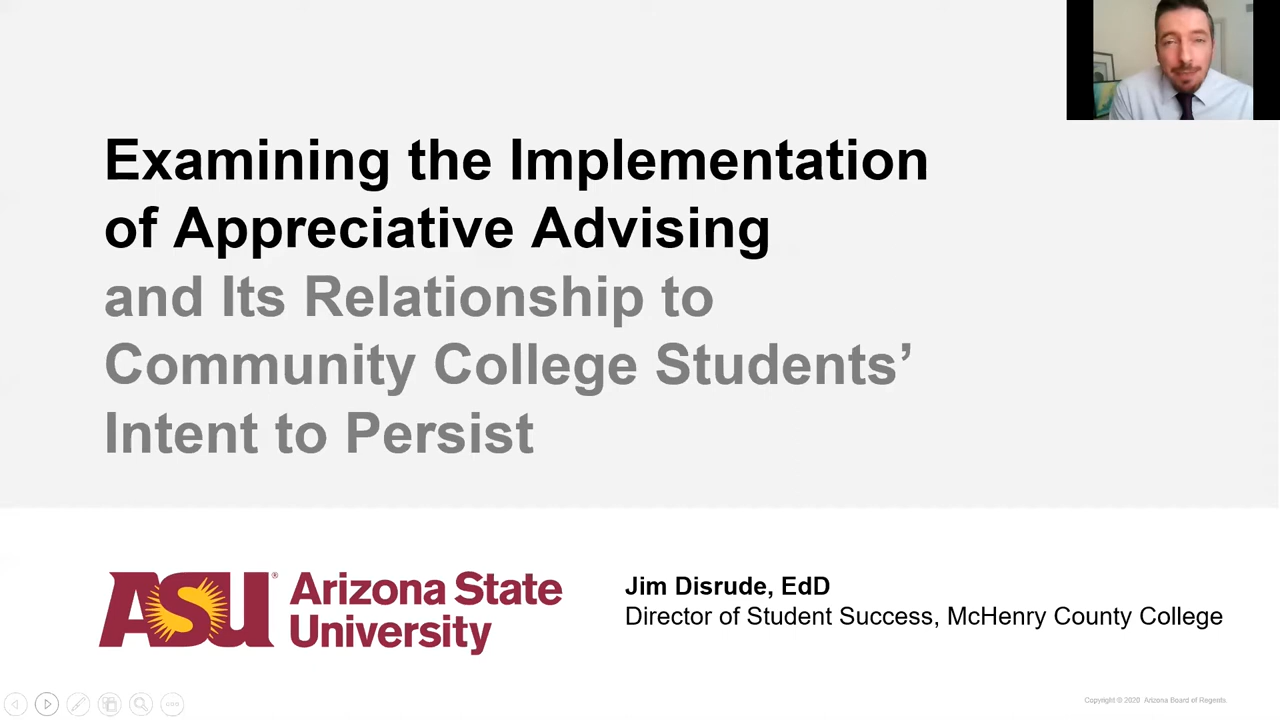 Examining the Implementation
of Appreciative Advising
and Its Relationship to
Community College Students’
Intent to Persist
ASU® Arizona State
University
Jim Disrude, EdD
Director of Student Success, McHenry County College
Copyright © 2020 Arizona Board of Regents